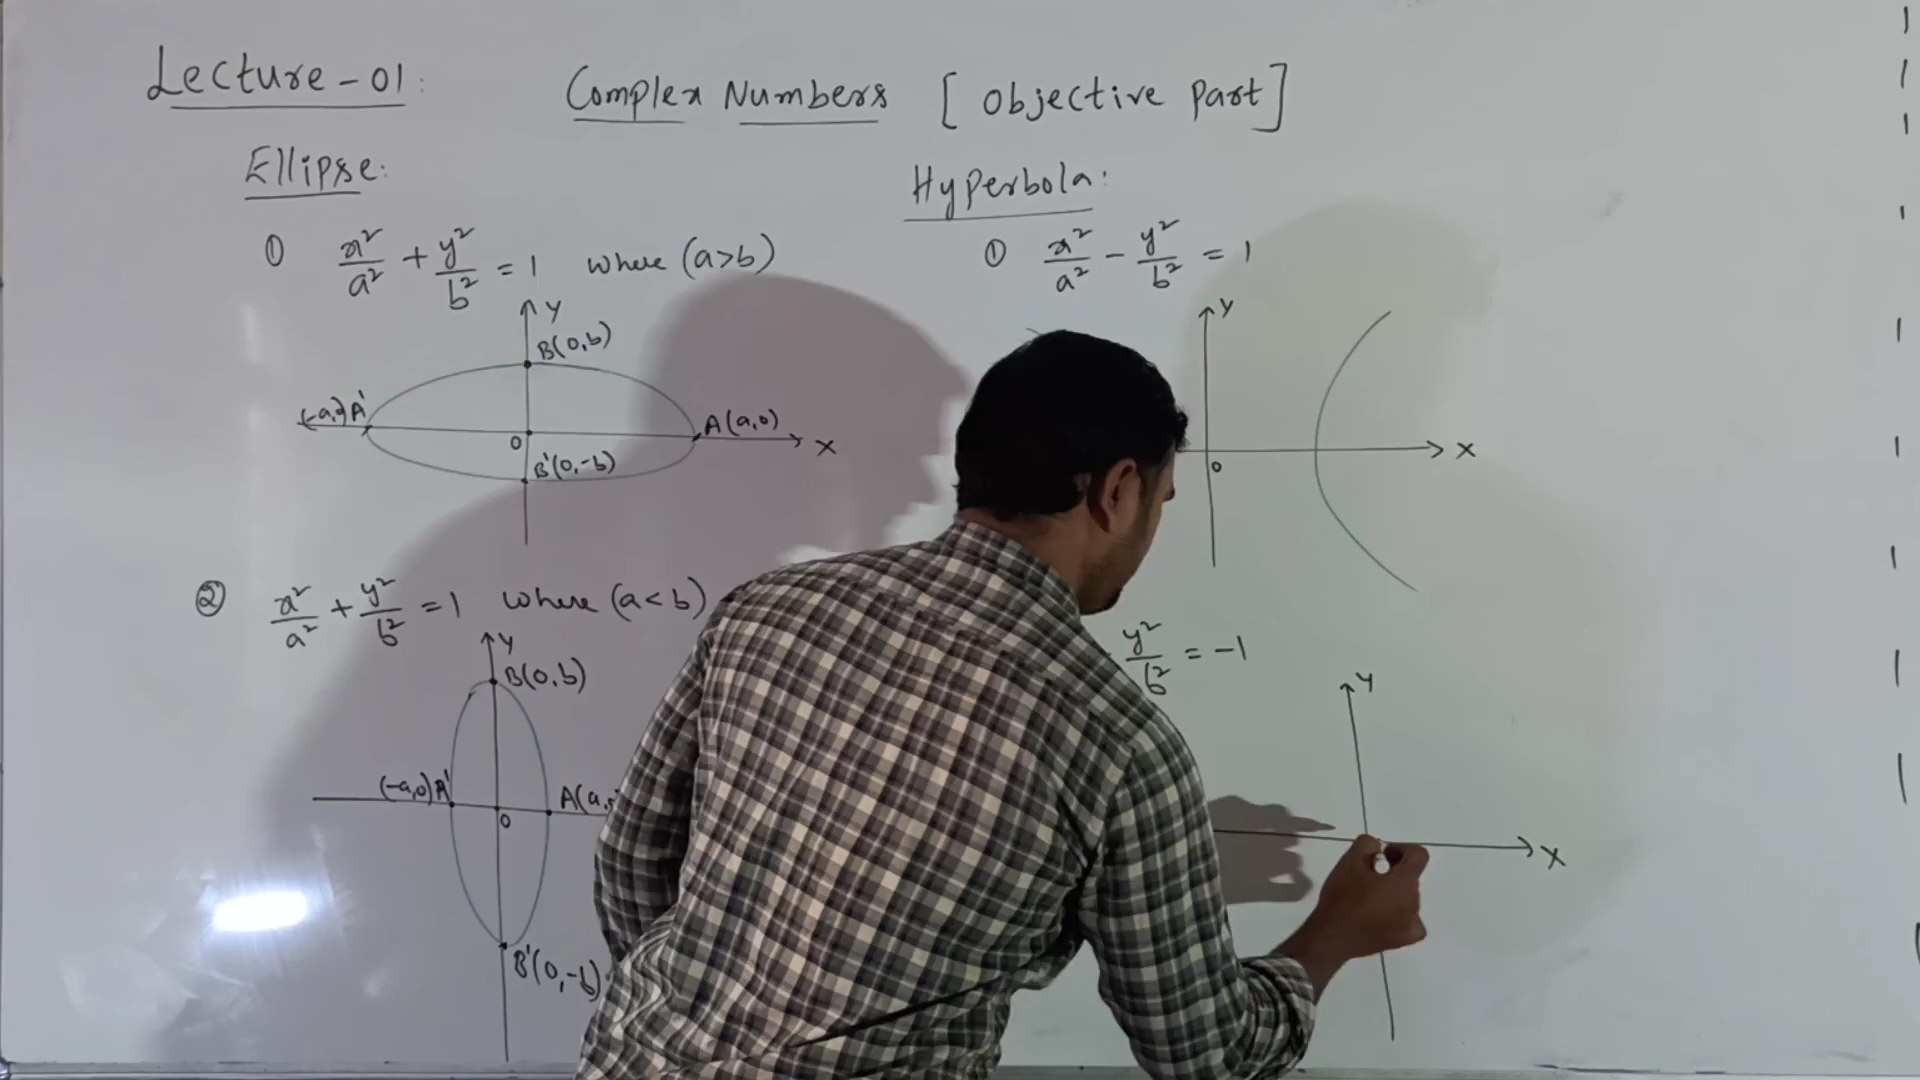 Lecture-01: Complex Numbers [Objective Part]
Ellipse:
① x²/a² + y²/b² = 1 where (a>b)
Y
B(0,b)
(-a,0)A'
A(a,0)
X
O
B'(0,-b)
② x²/a² + y²/b² = 1 where (a<b)
Y
B(0,b)
(-a,0)A'
A(a,
O
B'(0,-b)
Hyperbola:
① x²/a² - y²/b² = 1
Y
X
O
y²/b² = -1
Y
X